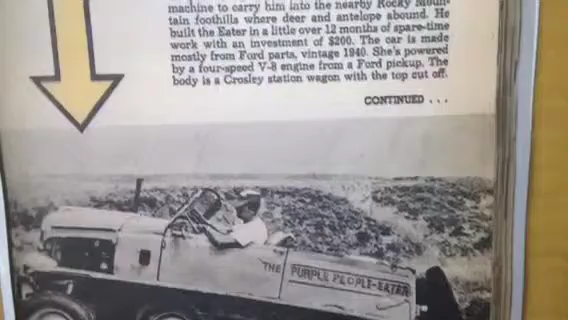 machine to carry him into the nearby Rocky Moun-
tain foothills where deer and antelope abound. He
built the Eater in a little over 12 months of spare-time
work with an investment of $200. The car is made
mostly from Ford parts, vintage 1940. She's powered
by a four-speed V-8 engine from a Ford pickup. The
body is a Crosley station wagon with the top cut off.
CONTINUED . . .
THE PURPLE PEOPLE-EATER